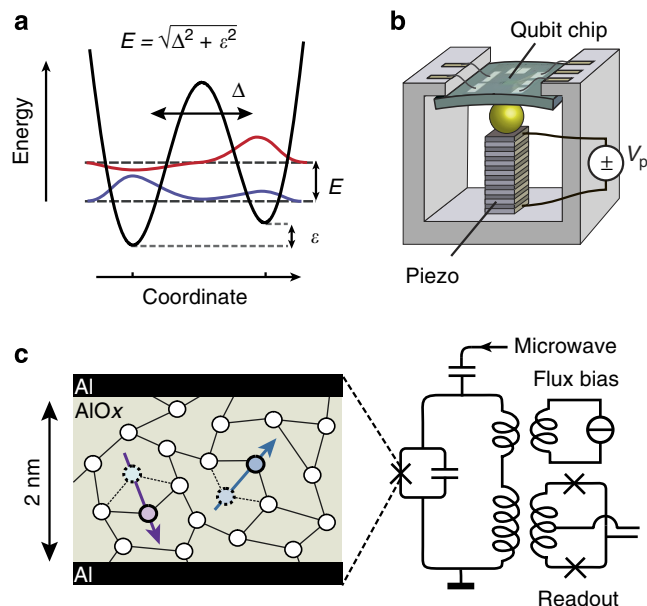 a
E = √Δ² + ε²
Δ
Energy
E
ε
Coordinate
b
Qubit chip
± Vp
Piezo
c
Al
AlOx
2 nm
Al
Microwave
Flux bias
Readout